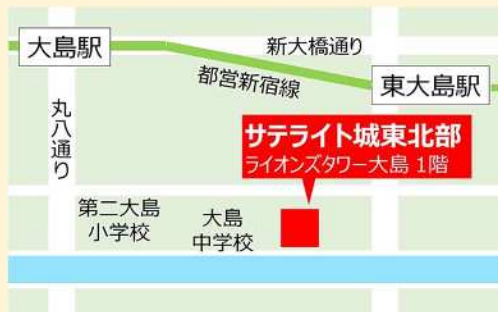 大島駅
新大橋通り
都営新宿線
東大島駅
丸八通り
サテライト城東北部
ライオンズタワー大島 1階
第二大島
小学校
大島
中学校